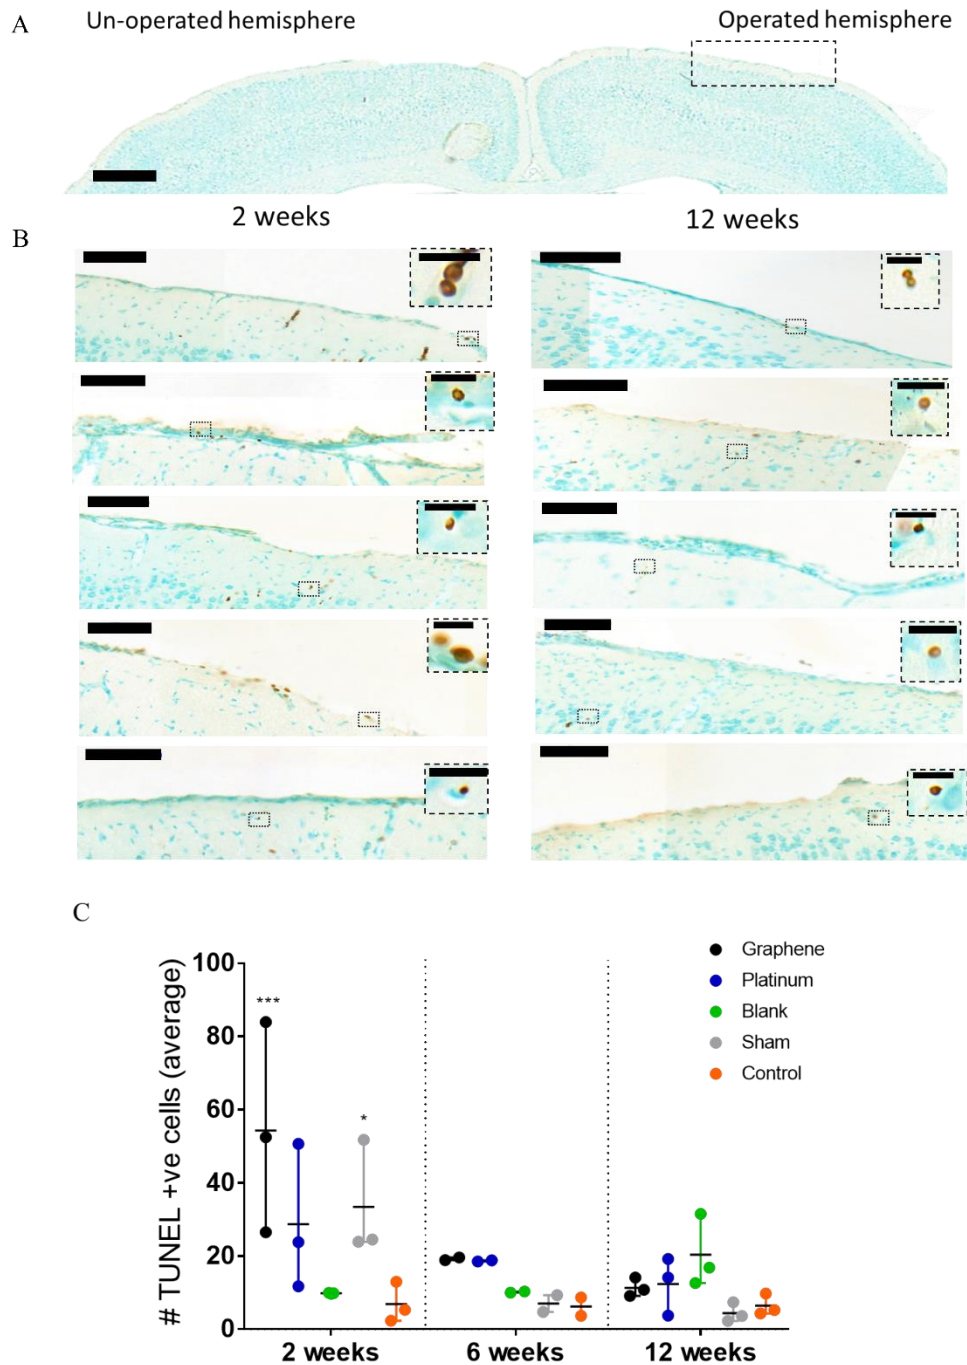 A
Un-operated hemisphere
Operated hemisphere
2 weeks
12 weeks
B
C
# TUNEL +ve cells (average)
100
80
60
40
20
0
***
*
Graphene
Platinum
Blank
Sham
Control
2 weeks
6 weeks
12 weeks